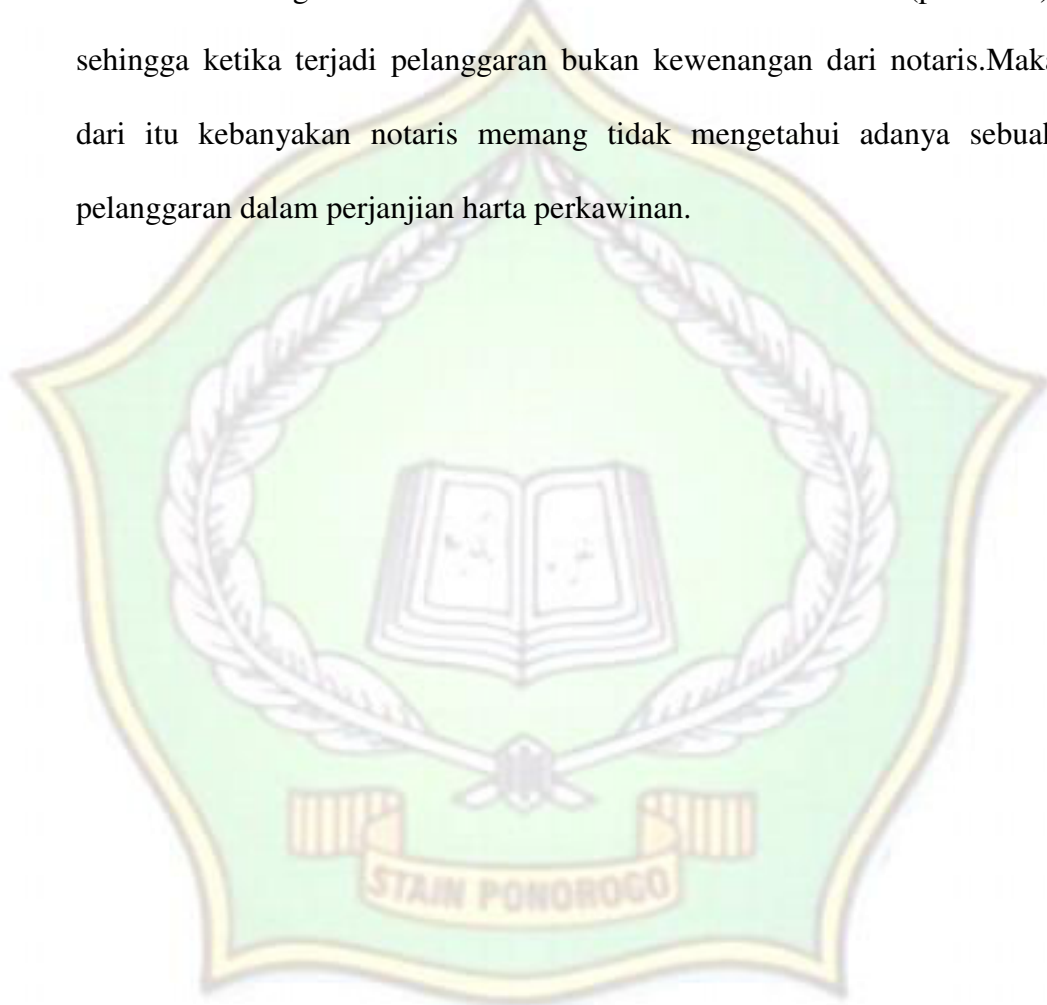 sehingga ketika terjadi pelanggaran bukan kewenangan dari notaris.Maka
dari itu kebanyakan notaris memang tidak mengetahui adanya sebuah
pelanggaran dalam perjanjian harta perkawinan.
STAIN PONOROGO